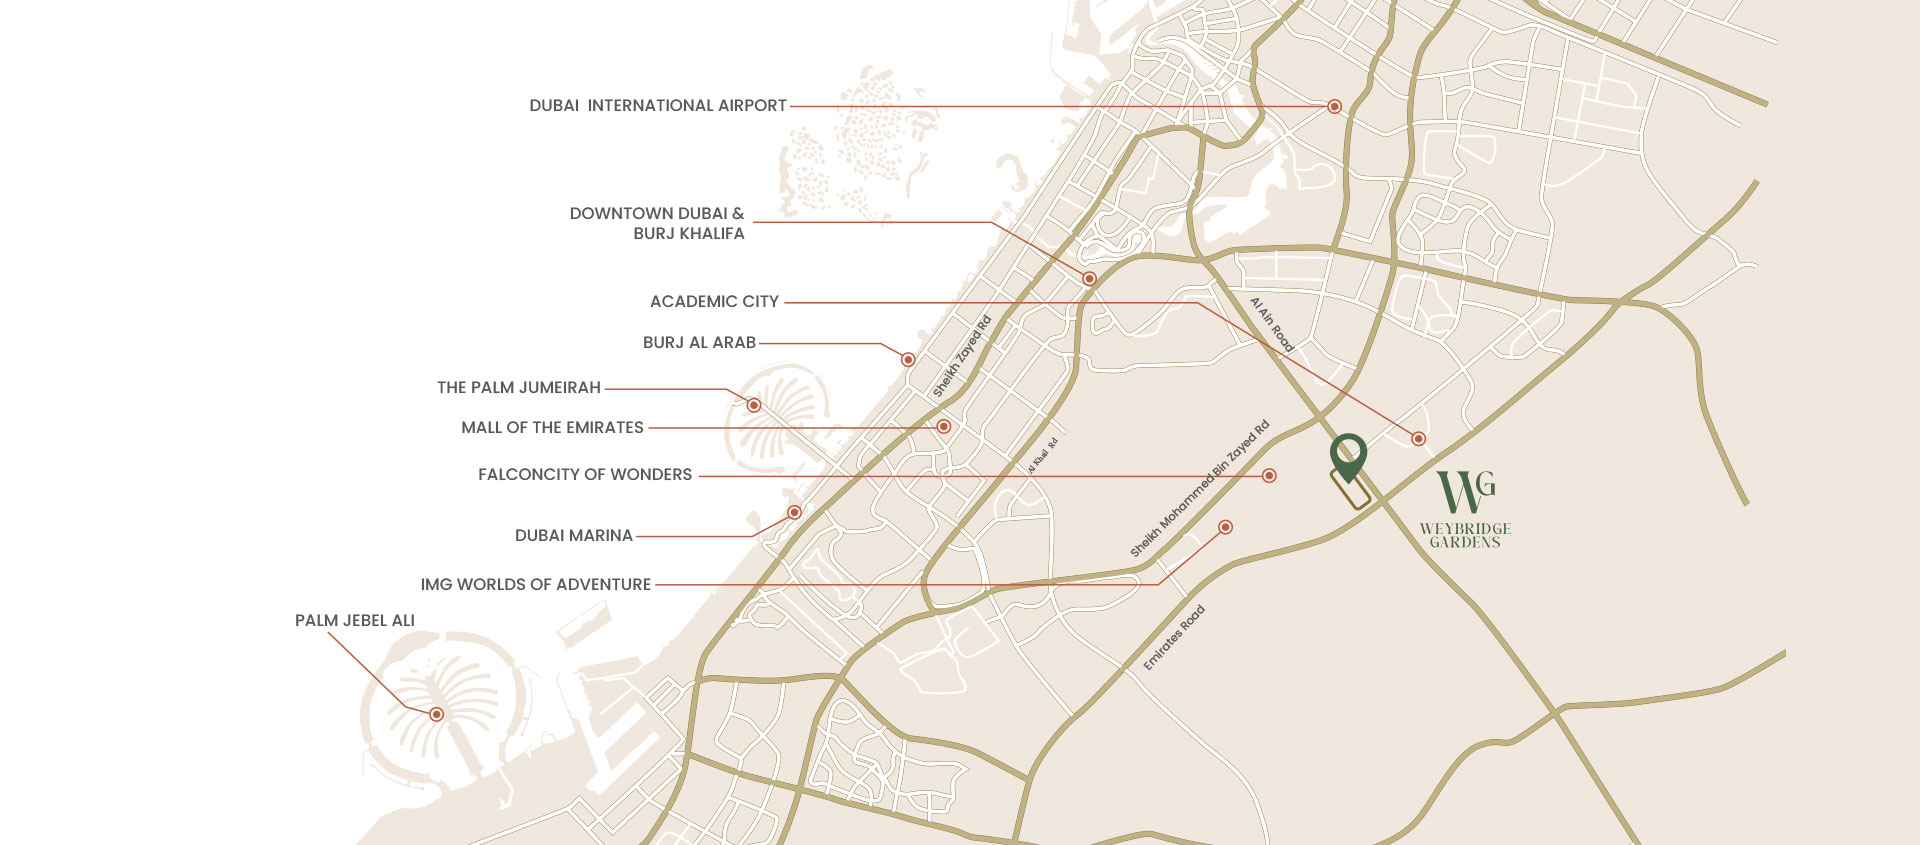 DUBAI INTERNATIONAL AIRPORT
DOWNTOWN DUBAI &
BURJ KHALIFA
ACADEMIC CITY
BURJ AL ARAB
THE PALM JUMEIRAH
MALL OF THE EMIRATES
FALCONCITY OF WONDERS
DUBAI MARINA
IMG WORLDS OF ADVENTURE
PALM JEBEL ALI
Sheikh Zayed Rd
Al Ain Road
Al Khail Rd
Sheikh Mohammed Bin Zayed Rd
Emirates Road
WG
WEYBRIDGE
GARDENS